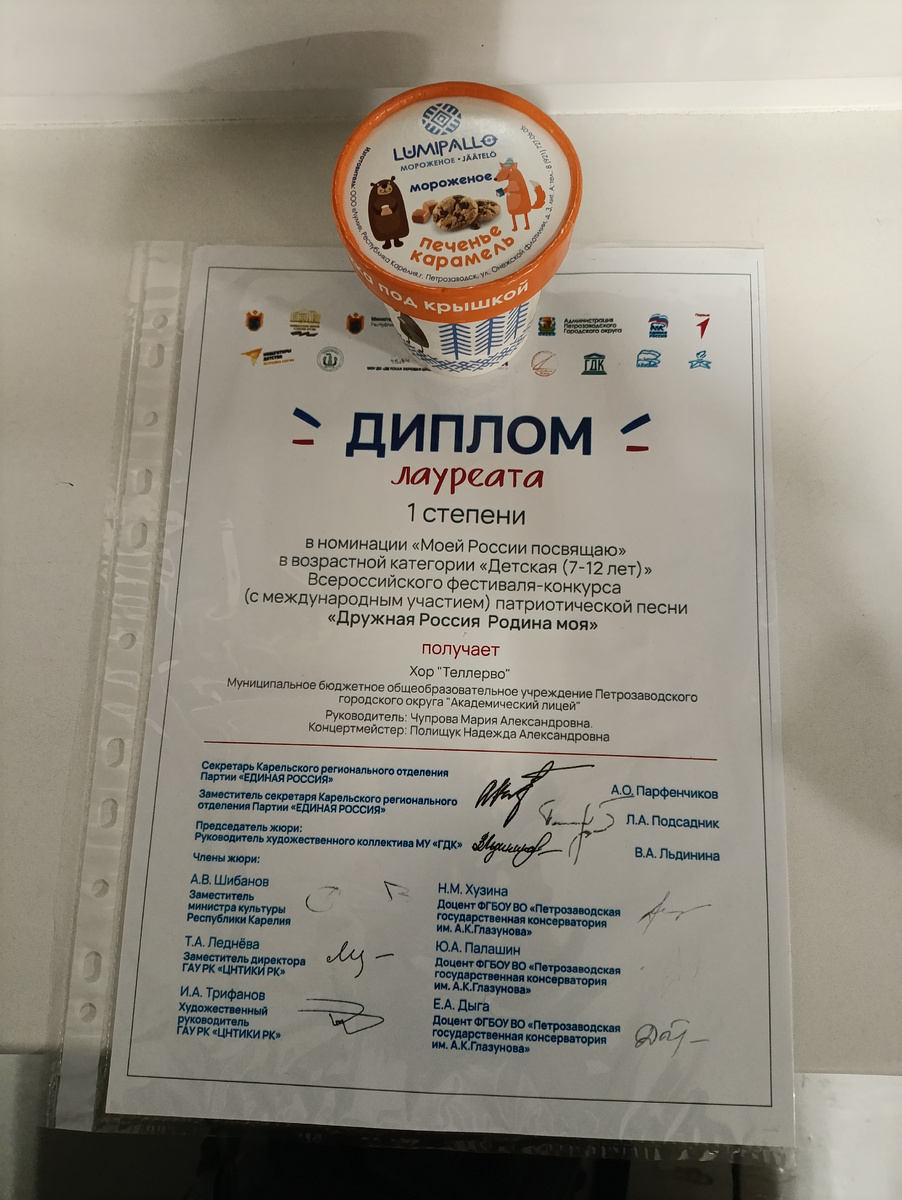 LUMIPALLO
МОРОЖЕНОЕ • JÄÄTELÖ
мороженое
печенье
карамель
под крышкой
Администрация
Петрозаводского
Городского округа
ГДК
ДИПЛОМ
лауреата
1 степени
в номинации «Моей России посвящаю»
в возрастной категории «Детская (7-12 лет)»
Всероссийского фестиваля-конкурса
(с международным участием) патриотической песни
«Дружная Россия Родина моя»
получает
Хор "Теллерво"
Муниципальное бюджетное общеобразовательное учреждение Петрозаводского
городского округа "Академический лицей"
Руководитель: Чупрова Мария Александровна.
Концертмейстер: Полищук Надежда Александровна
Секретарь Карельского регионального отделения
Партии «ЕДИНАЯ РОССИЯ»
А.О. Парфенчиков
Заместитель секретаря Карельского регионального
отделения Партии «ЕДИНАЯ РОССИЯ»
Л.А. Подсадник
Председатель жюри:
Руководитель художественного коллектива МУ «ГДК»
В.А. Льдинина
Члены жюри:
А.В. Шибанов
Заместитель
министра культуры
Республики Карелия
Т.А. Леднёва
Заместитель директора
ГАУ РК «ЦНТИКИ РК»
И.А. Трифанов
Художественный
руководитель
ГАУ РК «ЦНТИКИ РК»
Н.М. Хузина
Доцент ФГБОУ ВО «Петрозаводская
государственная консерватория
им. А.К.Глазунова»
Ю.А. Палашин
Доцент ФГБОУ ВО «Петрозаводская
государственная консерватория
им. А.К.Глазунова»
Е.А. Дыга
Доцент ФГБОУ ВО «Петрозаводская
государственная консерватория
им. А.К.Глазунова»